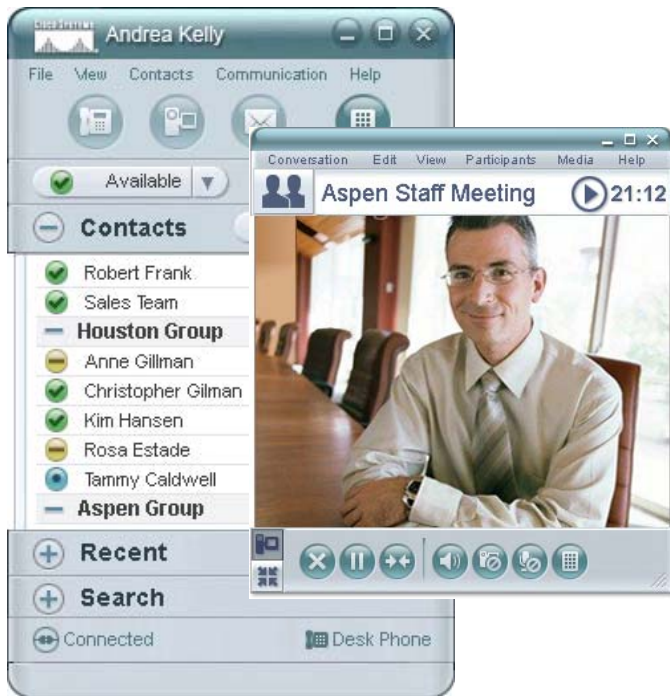 Cisco Systems
Andrea Kelly
File View Contacts Communication Help
Available
Contacts
Robert Frank
Sales Team
Houston Group
Anne Gillman
Christopher Gilman
Kim Hansen
Rosa Estade
Tammy Caldwell
Aspen Group
Recent
Search
Connected Desk Phone
Conversation Edit View Participants Media Help
Aspen Staff Meeting 21:12